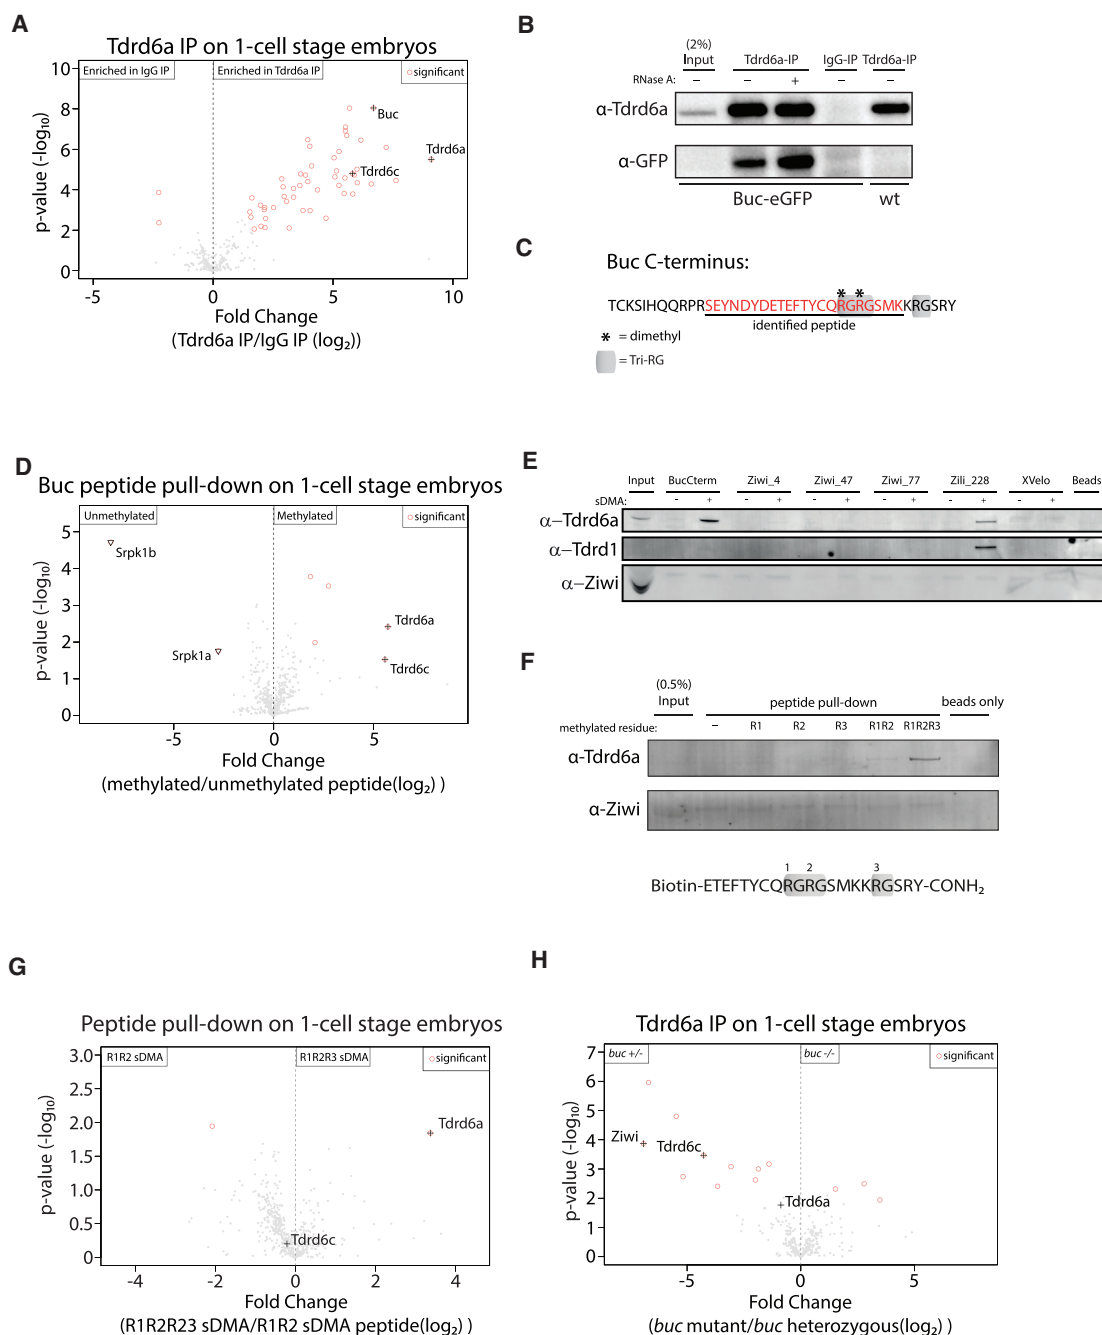 A
Tdrd6a IP on 1-cell stage embryos
Enriched in IgG IP
Enriched in Tdrd6a IP
significant
10
8
6
4
2
0
p-value (-log₁₀)
Buc
Tdrd6a
Tdrd6c
-5
0
5
10
Fold Change
(Tdrd6a IP/IgG IP (log₂))
B
(2%)
Input
Tdrd6a-IP
IgG-IP
Tdrd6a-IP
RNase A:
–
–
+
–
–
α-Tdrd6a
α-GFP
Buc-eGFP
wt
C
Buc C-terminus:
* *
TCKSIHQQRPRSEYNDYDETEFTYCQRGRGSMKKRGSRY
identified peptide
* = dimethyl
= Tri-RG
D
Buc peptide pull-down on 1-cell stage embryos
Unmethylated
Methylated
significant
5
4
3
2
1
0
p-value (-log₁₀)
Srpk1b
Srpk1a
Tdrd6a
Tdrd6c
-5
0
5
Fold Change
(methylated/unmethylated peptide(log₂) )
E
Input
BucCterm
Ziwi_4
Ziwi_47
Ziwi_77
Zili_228
XVelo
Beads
sDMA:
- + - + - + - + - + - +
α–Tdrd6a
α–Tdrd1
α–Ziwi
F
(0.5%)
Input
peptide pull-down
beads only
methylated residue:
– R1 R2 R3 R1R2 R1R2R3
α-Tdrd6a
α-Ziwi
1 2 3
Biotin-ETEFTYCQRGRGSMKKRGSRY-CONH₂
G
Peptide pull-down on 1-cell stage embryos
R1R2 sDMA
R1R2R3 sDMA
significant
3.0
2.5
2.0
1.5
1.0
0.5
0.0
p-value (-log₁₀)
Tdrd6a
Tdrd6c
-4
-2
0
2
4
Fold Change
(R1R2R23 sDMA/R1R2 sDMA peptide(log₂) )
H
Tdrd6a IP on 1-cell stage embryos
buc +/-
buc -/-
significant
7
6
5
4
3
2
1
0
p-value (-log₁₀)
Ziwi
Tdrd6c
Tdrd6a
-5
0
5
Fold Change
(buc mutant/buc heterozygous(log₂) )